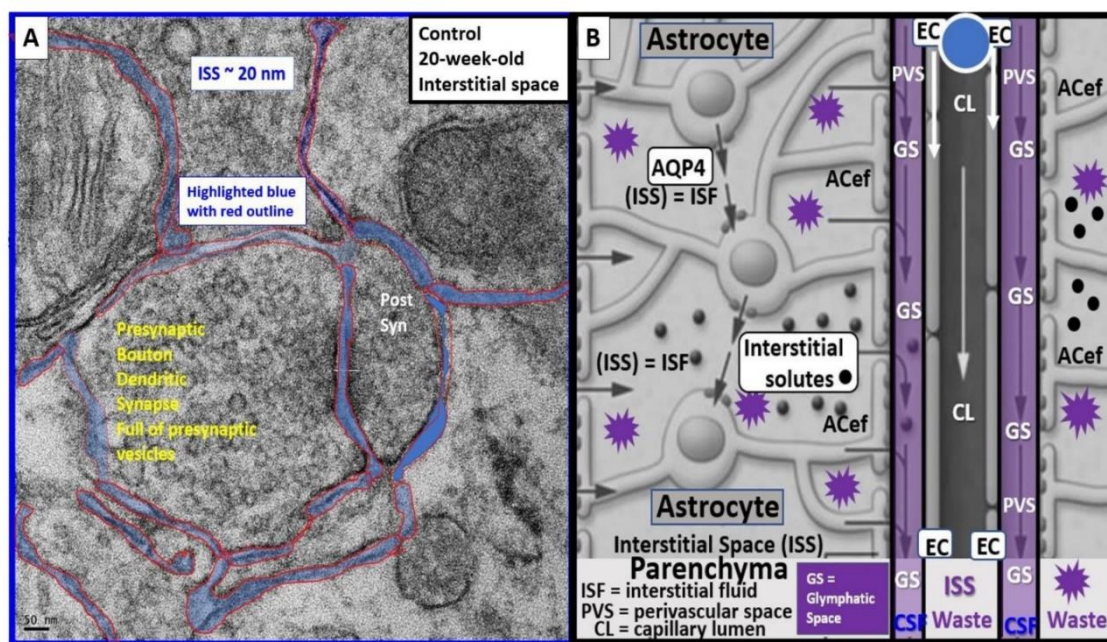 A
ISS ~ 20 nm
Control
20-week-old
Interstitial space
Highlighted blue
with red outline
Post
Syn
Presynaptic
Bouton
Dendritic
Synapse
Full of presynaptic
vesicles
50 nm
B
Astrocyte
AQP4
(ISS) = ISF
ACef
(ISS) = ISF
Interstitial
solutes
ACef
Astrocyte
Interstitial Space (ISS)
Parenchyma
ISF = interstitial fluid
PVS = perivascular space
CL = capillary lumen
GS =
Glymphatic
Space
EC
EC
PVS
CL
PVS
GS
GS
GS
GS
CL
GS
GS
PVS
EC
EC
GS
GS
CSF
ISS
Waste
CSF
ACef
ACef
Waste